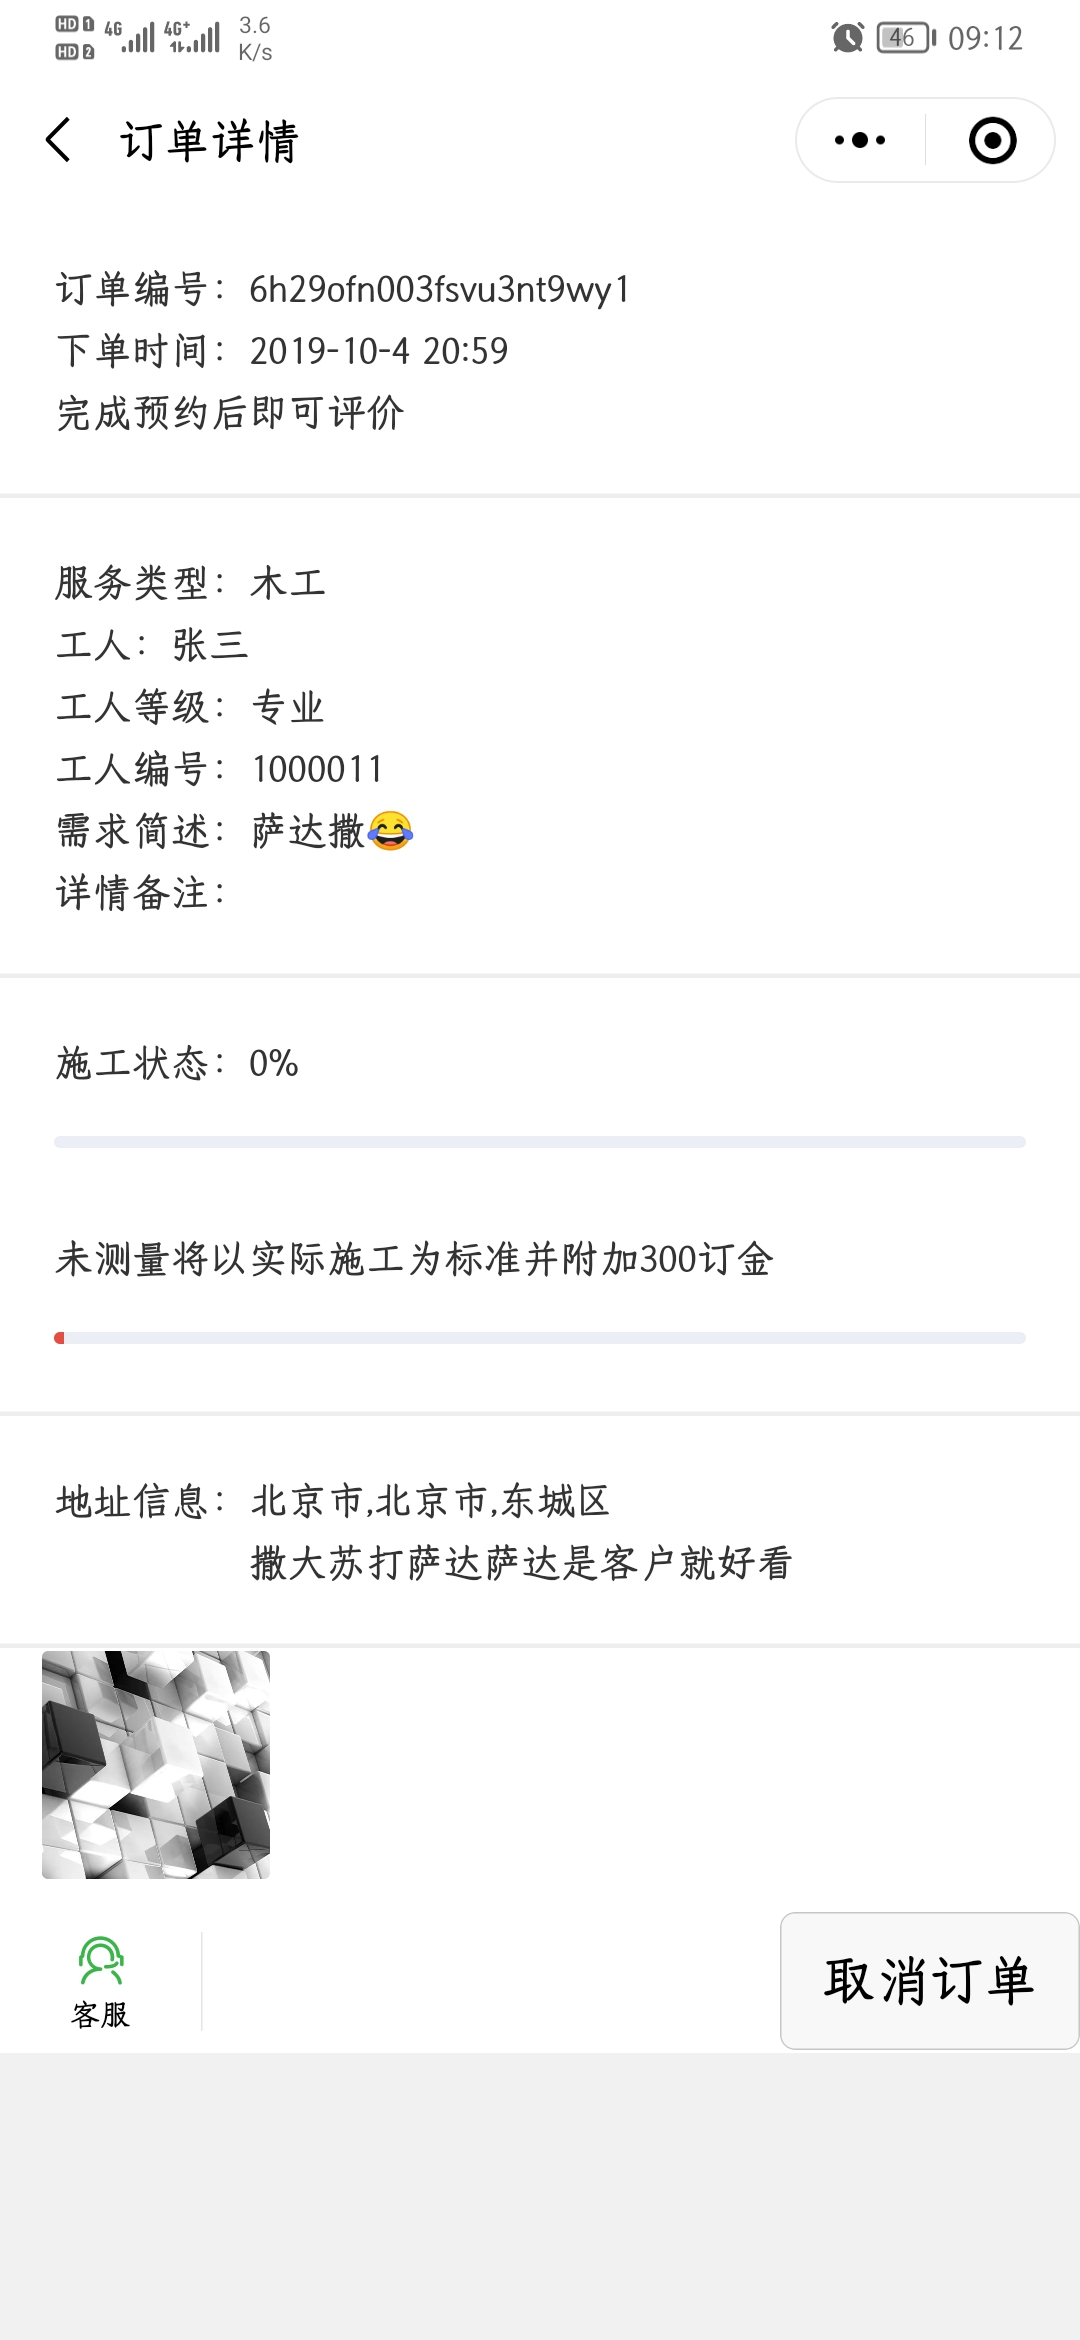 HD 1 4G 4G+ 3.6
HD 2 K/s
46 09:12
订单详情
订单编号：6h29ofn003fsvu3nt9wy1
下单时间：2019-10-4 20:59
完成预约后即可评价
服务类型：木工
工人：张三
工人等级：专业
工人编号：1000011
需求简述：萨达撒😂
详情备注：
施工状态：0%
未测量将以实际施工为标准并附加300订金
地址信息：北京市,北京市,东城区
撒大苏打萨达萨达是客户就好看
客服
取消订单